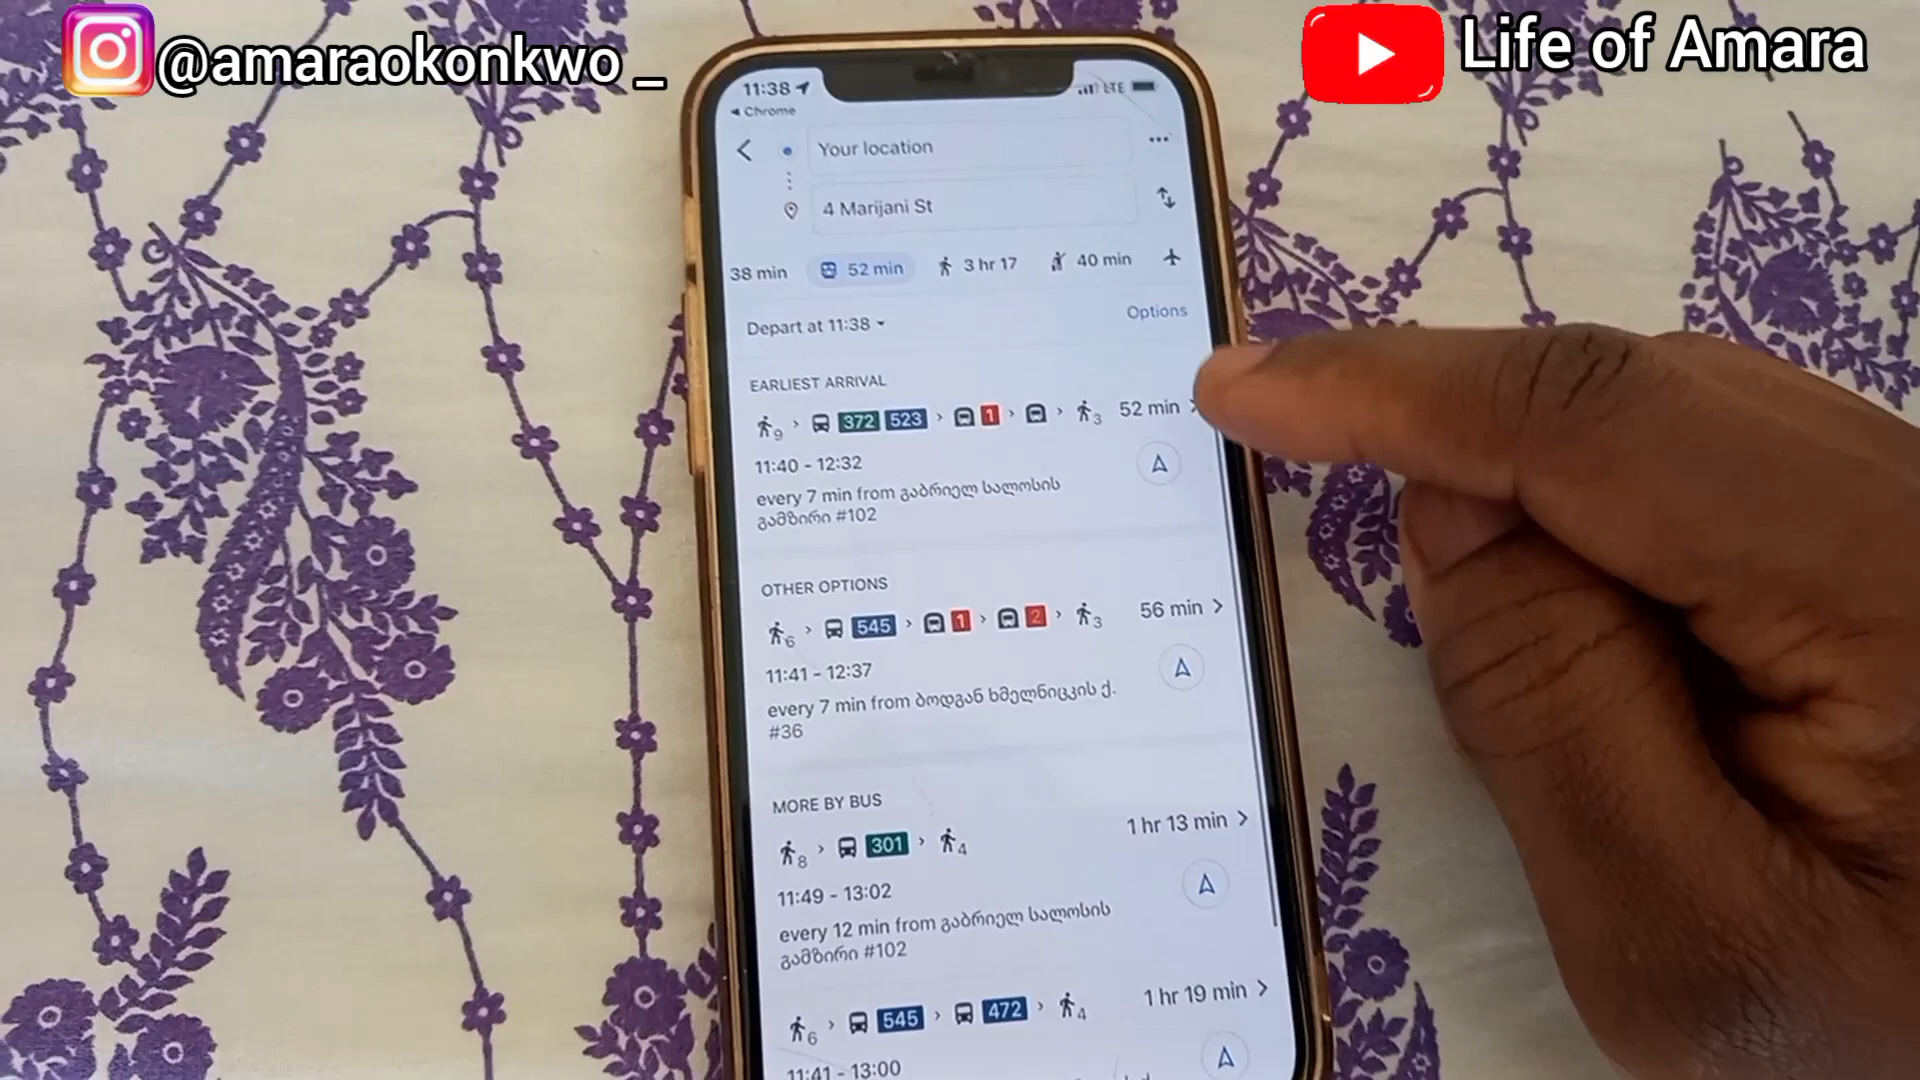 @amaraokonkwo _
Life of Amara
11:38
LTE
Chrome
Your location
4 Marijani St
38 min 52 min 3 hr 17 40 min
Depart at 11:38
Options
EARLIEST ARRIVAL
9 372 523 1 3 52 min
11:40 - 12:32
every 7 min from გაბრიელ სალოსის
გამზირი #102
OTHER OPTIONS
6 545 1 2 3 56 min
11:41 - 12:37
every 7 min from ბოდგან ხმელნიცკის ქ.
#36
MORE BY BUS
8 301 4 1 hr 13 min
11:49 - 13:02
every 12 min from გაბრიელ სალოსის
გამზირი #102
6 545 472 4 1 hr 19 min
11:41 - 13:00